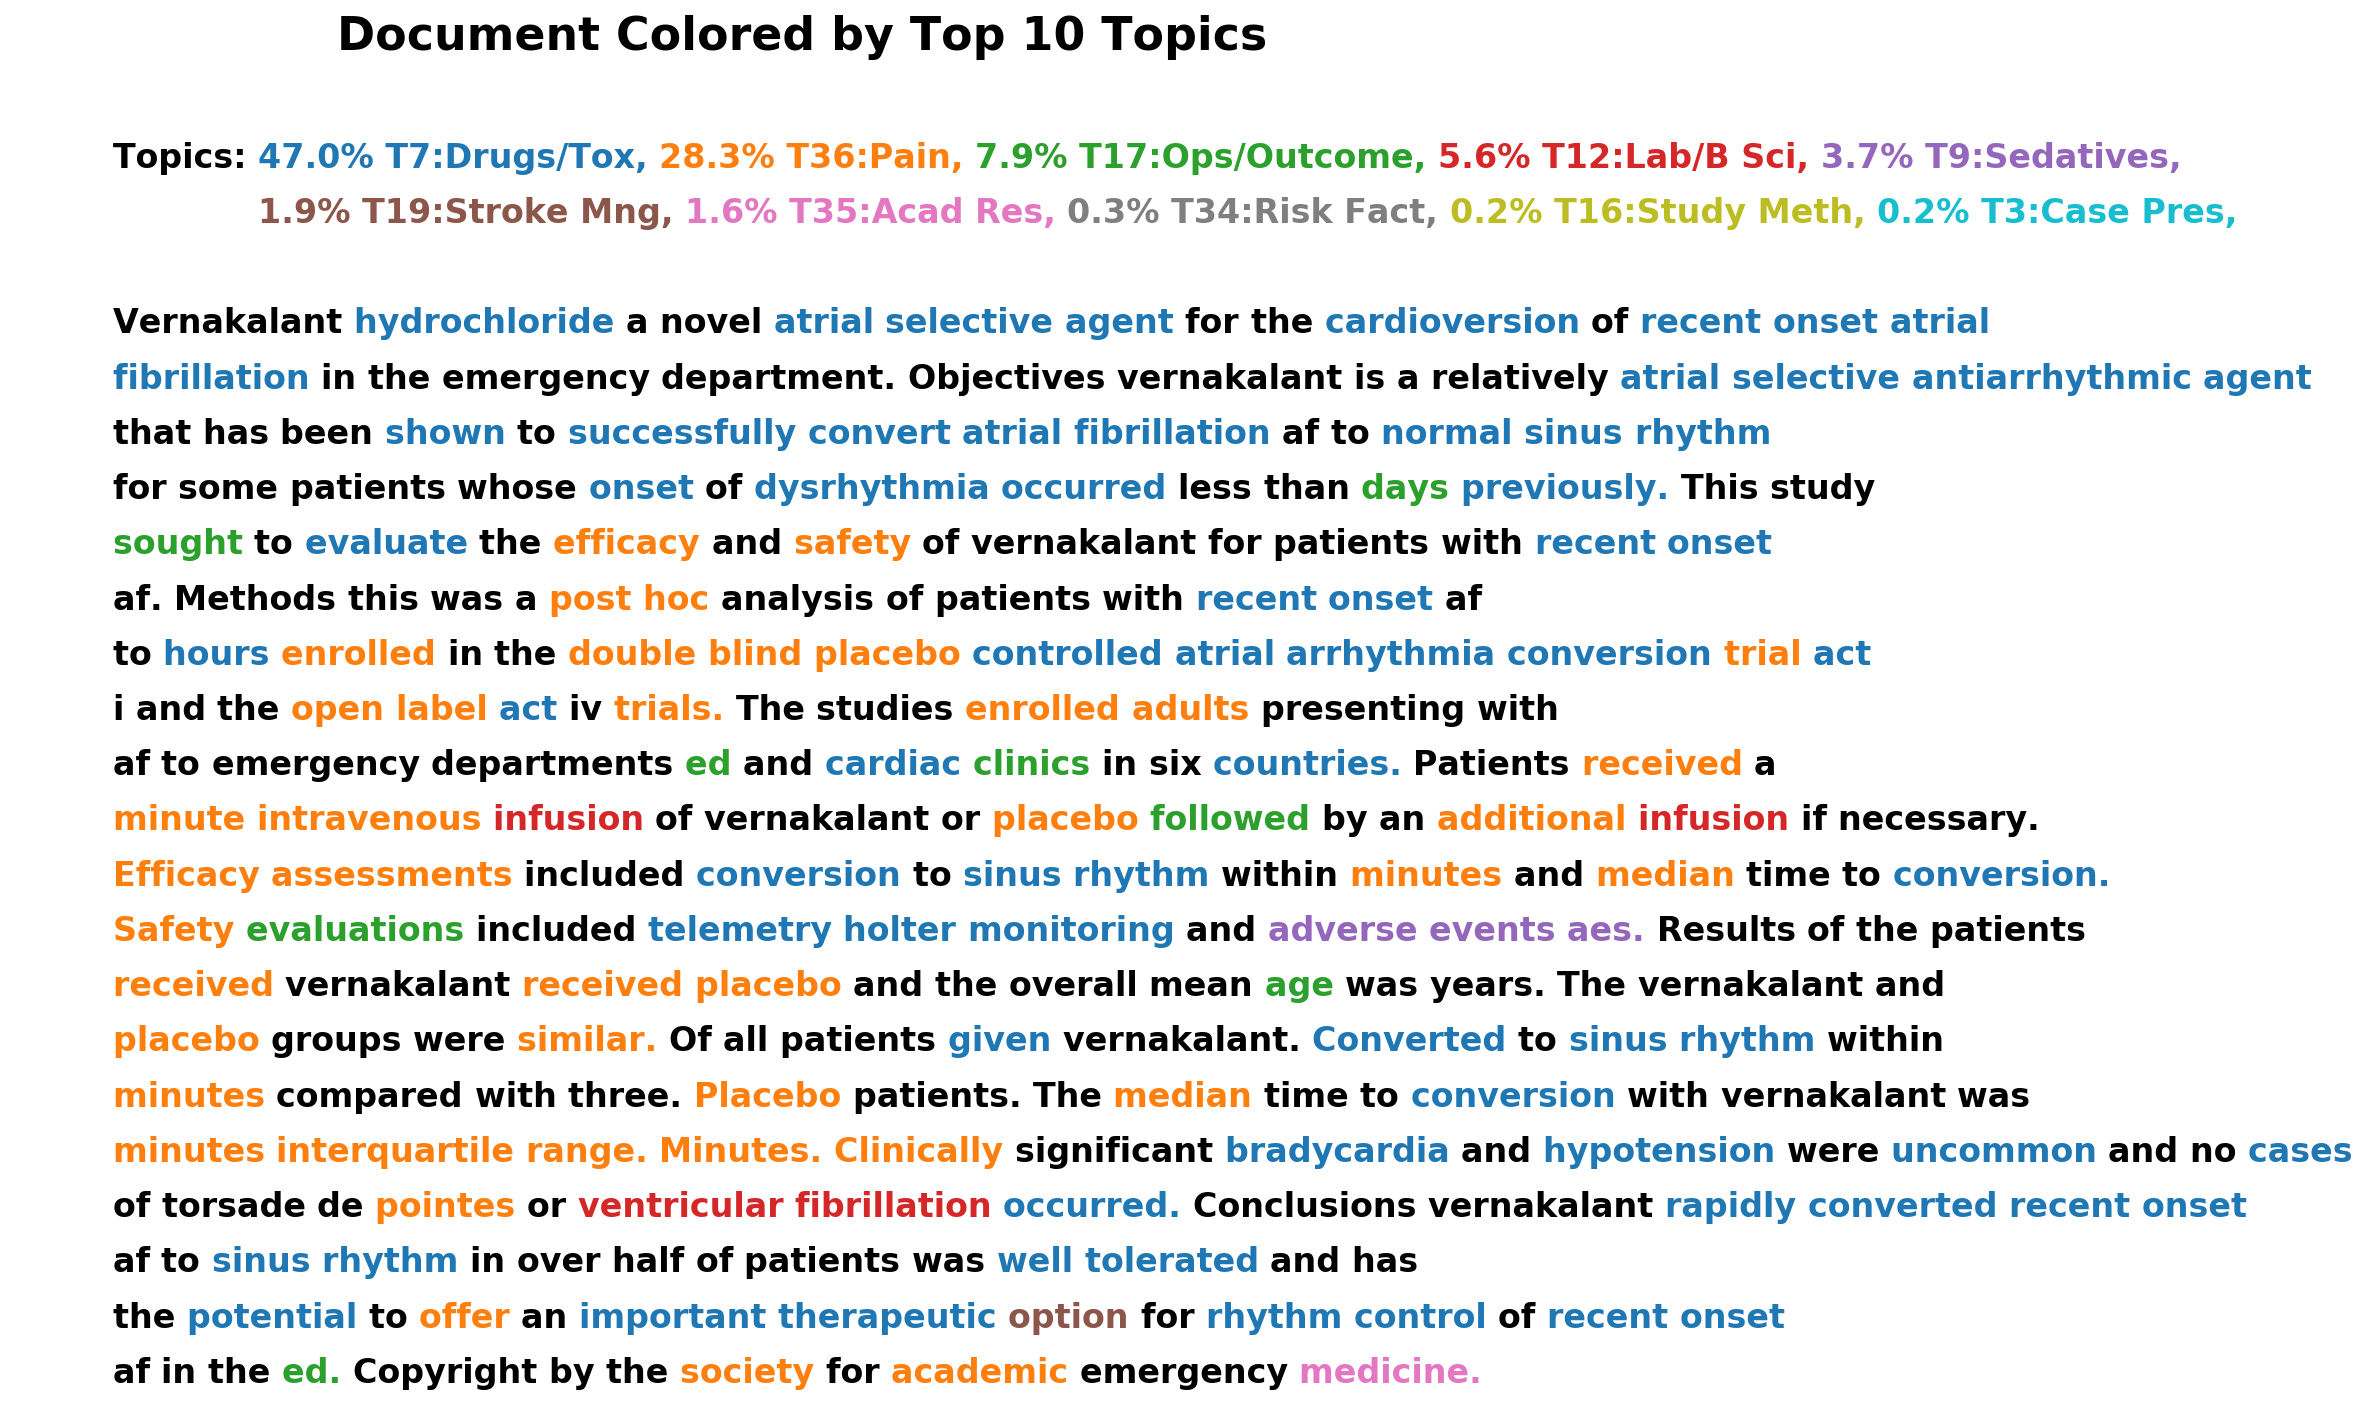 Document Colored by Top 10 Topics
Topics: 47.0% T7:Drugs/Tox, 28.3% T36:Pain, 7.9% T17:Ops/Outcome, 5.6% T12:Lab/B Sci, 3.7% T9:Sedatives,
1.9% T19:Stroke Mng, 1.6% T35:Acad Res, 0.3% T34:Risk Fact, 0.2% T16:Study Meth, 0.2% T3:Case Pres,
Vernakalant hydrochloride a novel atrial selective agent for the cardioversion of recent onset atrial
fibrillation in the emergency department. Objectives vernakalant is a relatively atrial selective antiarrhythmic agent
that has been shown to successfully convert atrial fibrillation af to normal sinus rhythm
for some patients whose onset of dysrhythmia occurred less than days previously. This study
sought to evaluate the efficacy and safety of vernakalant for patients with recent onset
af. Methods this was a post hoc analysis of patients with recent onset af
to hours enrolled in the double blind placebo controlled atrial arrhythmia conversion trial act
i and the open label act iv trials. The studies enrolled adults presenting with
af to emergency departments ed and cardiac clinics in six countries. Patients received a
minute intravenous infusion of vernakalant or placebo followed by an additional infusion if necessary.
Efficacy assessments included conversion to sinus rhythm within minutes and median time to conversion.
Safety evaluations included telemetry holter monitoring and adverse events aes. Results of the patients
received vernakalant received placebo and the overall mean age was years. The vernakalant and
placebo groups were similar. Of all patients given vernakalant. Converted to sinus rhythm within
minutes compared with three. Placebo patients. The median time to conversion with vernakalant was
minutes interquartile range. Minutes. Clinically significant bradycardia and hypotension were uncommon and no cases
of torsade de pointes or ventricular fibrillation occurred. Conclusions vernakalant rapidly converted recent onset
af to sinus rhythm in over half of patients was well tolerated and has
the potential to offer an important therapeutic option for rhythm control of recent onset
af in the ed. Copyright by the society for academic emergency medicine.